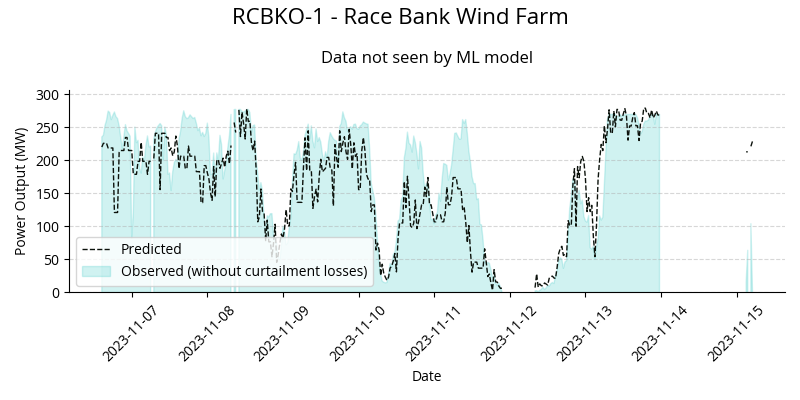 RCBKO-1 - Race Bank Wind Farm
Data not seen by ML model
Power Output (MW)
300
250
200
150
100
50
0
Predicted
Observed (without curtailment losses)
2023-11-07
2023-11-08
2023-11-09
2023-11-10
2023-11-11
2023-11-12
2023-11-13
2023-11-14
2023-11-15
Date